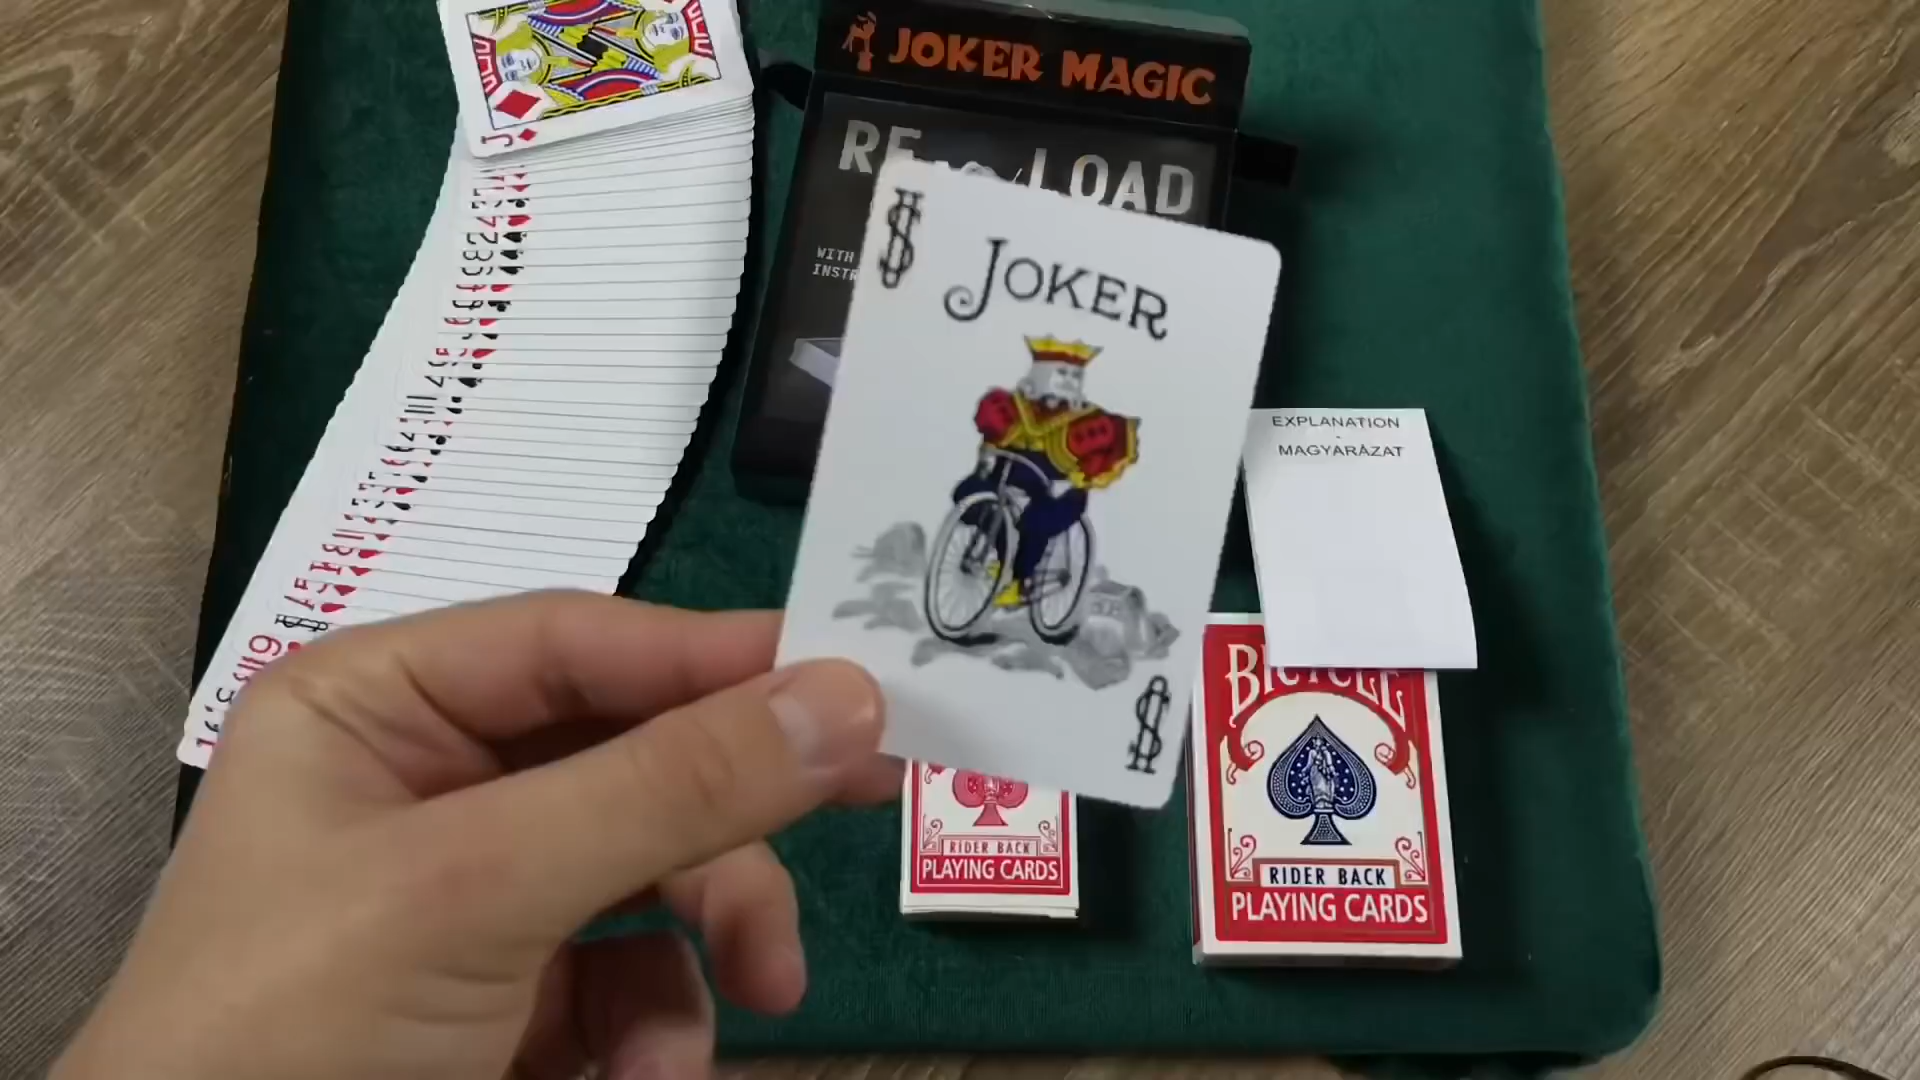 JOKER MAGIC
RE LOAD
WITH
INSTR
JOKER
EXPLANATION
-
MAGYARÁZAT
BICYCLE
RIDER BACK
PLAYING CARDS
RIDER BACK
PLAYING CARDS
J